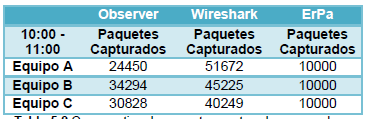 Observer Wireshark ErPa
10:00 - 11:00 Paquetes Capturados Paquetes Capturados Paquetes Capturados
Equipo A 24450 51672 10000
Equipo B 34294 45225 10000
Equipo C 30828 40249 10000